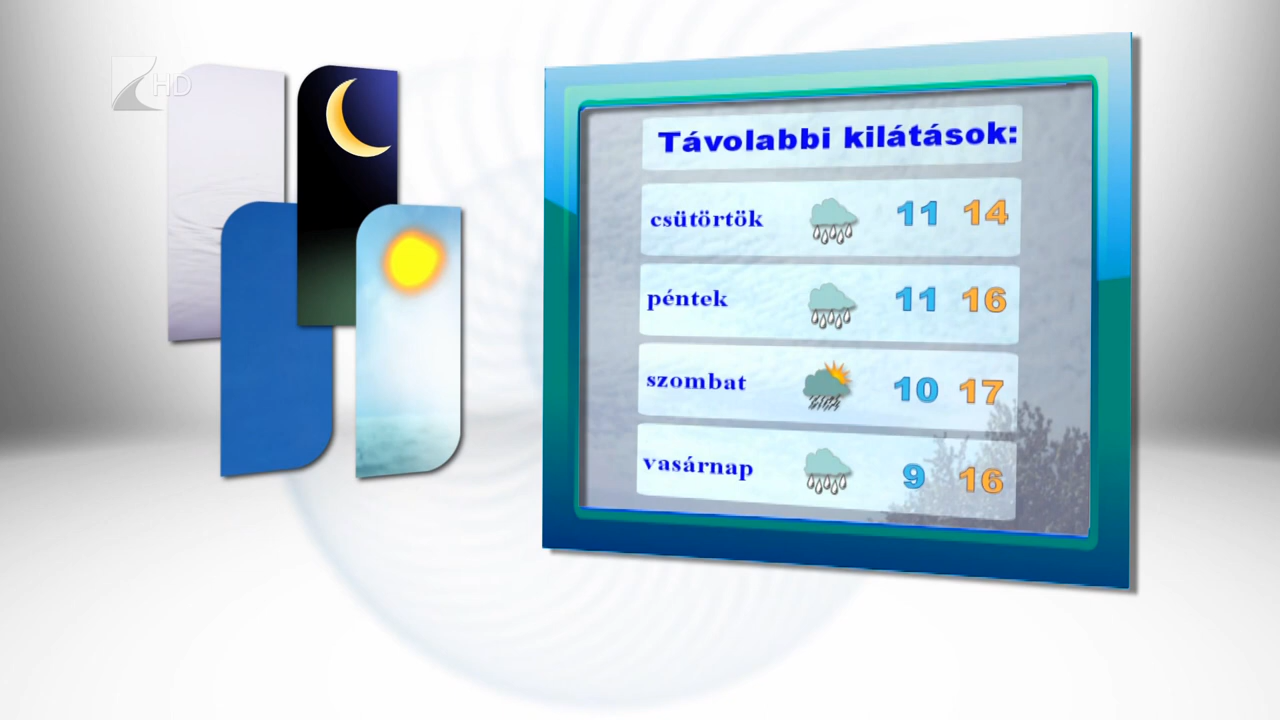 HD
Távolabbi kilátások:
csütörtök 11 14
péntek 11 16
szombat 10 17
vasárnap 9 16